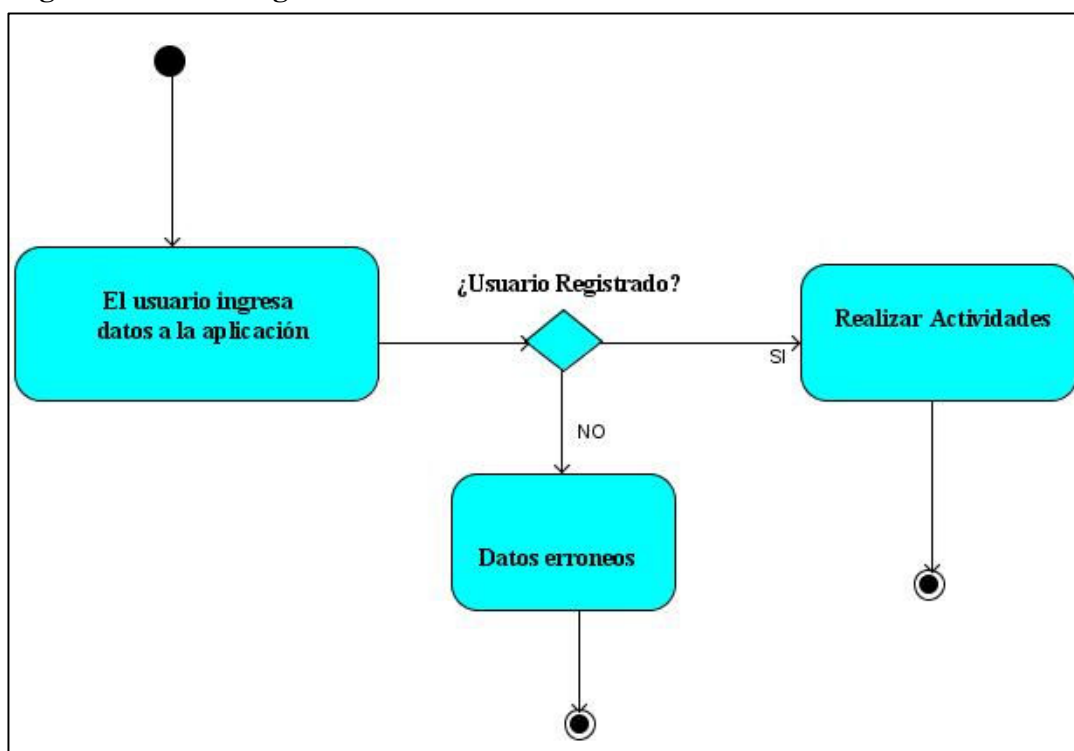 ¿Usuario Registrado?
El usuario ingresa
datos a la aplicación
Realizar Actividades
SI
NO
Datos erroneos